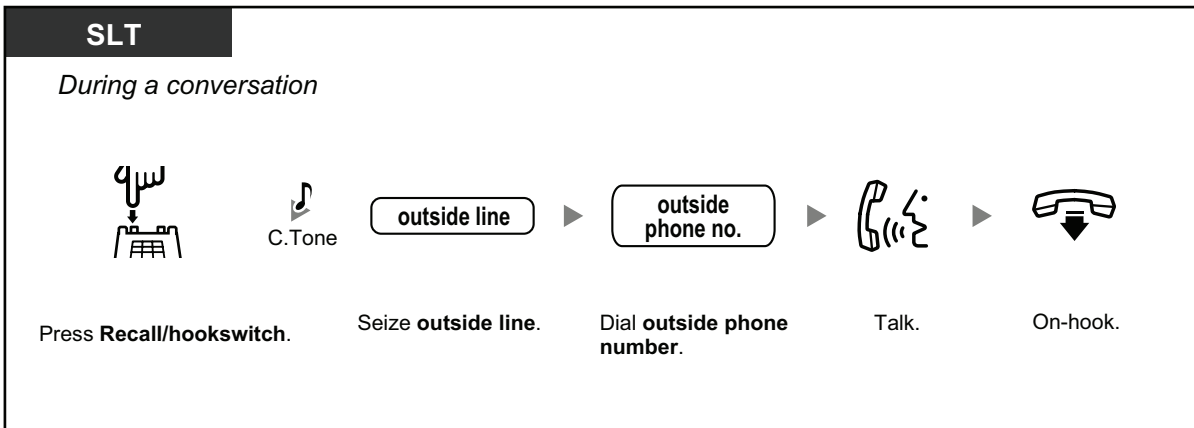 SLT
During a conversation
C.Tone
outside line
outside
phone no.
Press Recall/hookswitch.
Seize outside line.
Dial outside phone
number.
Talk.
On-hook.